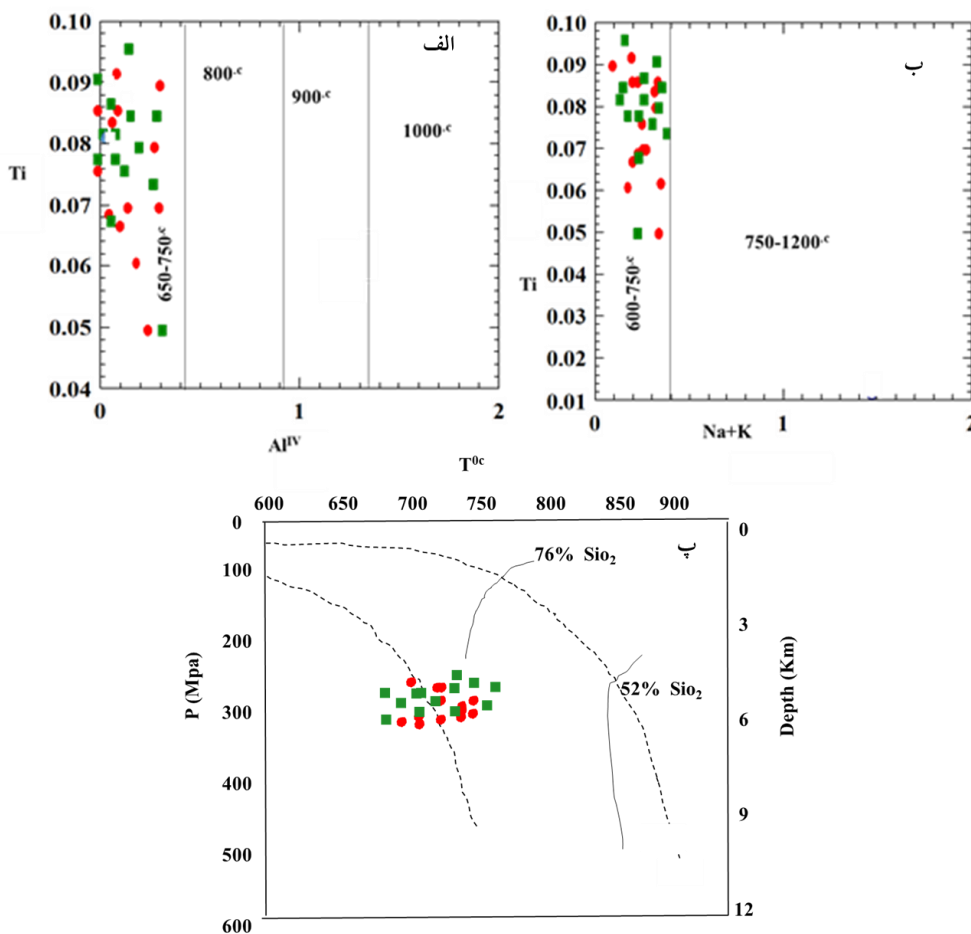 الف
0.10
0.09
0.08
0.07
0.06
0.05
0.04
Ti
0
1
2
Al^IV
650-750.c
800.c
900.c
1000.c
ب
0.10
0.09
0.08
0.07
0.06
0.05
0.04
0.03
0.02
0.01
Ti
0
1
2
Na+K
600-750.c
750-1200.c
پ
T^0c
600 650 700 750 800 850 900
0
100
200
300
400
500
600
P (Mpa)
76% Sio₂
52% Sio₂
0
3
6
9
12
Depth (Km)